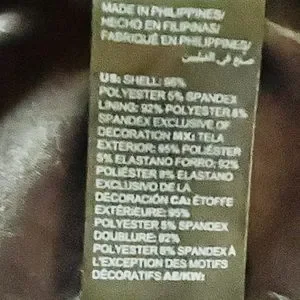 MADE IN PHILIPPINES/
HECHO EN FILIPINAS/
FABRIQUÉ EN PHILIPPINES/
صنع في الفلبين
US: SHELL: 95%
POLYESTER 5% SPANDEX
LINING: 92% POLYESTER 8%
SPANDEX EXCLUSIVE OF
DECORATION MX: TELA
EXTERIOR: 95% POLIÉSTER
5% ELASTANO FORRO: 92%
POLIÉSTER 8% ELASTANO
EXCLUSIVO DE LA
DECORACIÓN CA: ÉTOFFE
EXTÉRIEURE: 95%
POLYESTER 5% SPANDEX
DOUBLURE: 92%
POLYESTER 8% SPANDEX À
L'EXCEPTION DES MOTIFS
DÉCORATIFS AE/KW: